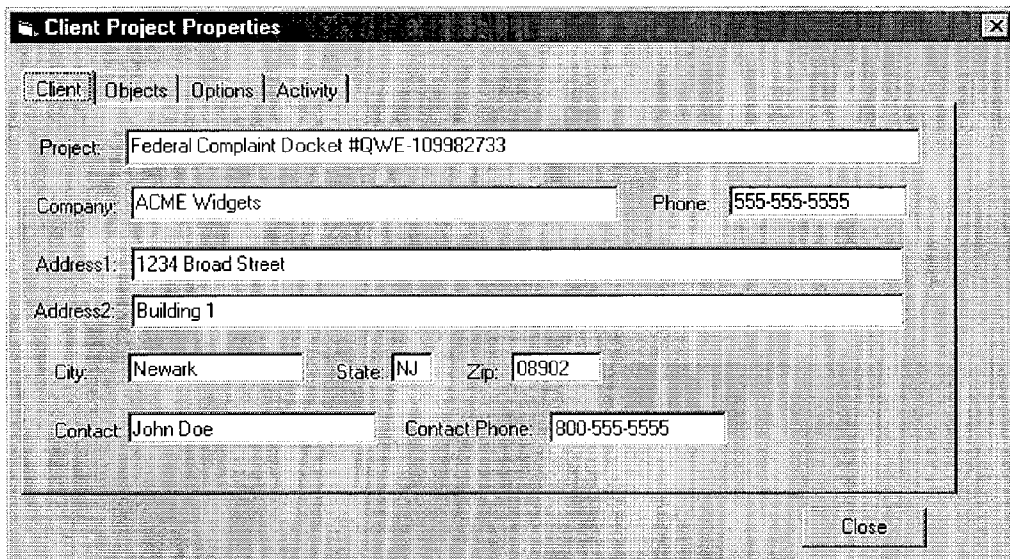 Client Project Properties
Client Objects Options Activity
Project: Federal Complaint Docket #QWE-109982733
Company: ACME Widgets Phone: 555-555-5555
Address1: 1234 Broad Street
Address2: Building 1
City: Newark State: NJ Zip: 08902
Contact: John Doe Contact Phone: 800-555-5555
Close